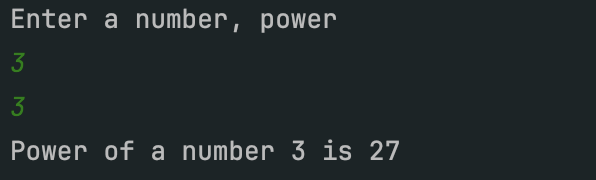 Enter a number, power
3
3
Power of a number 3 is 27